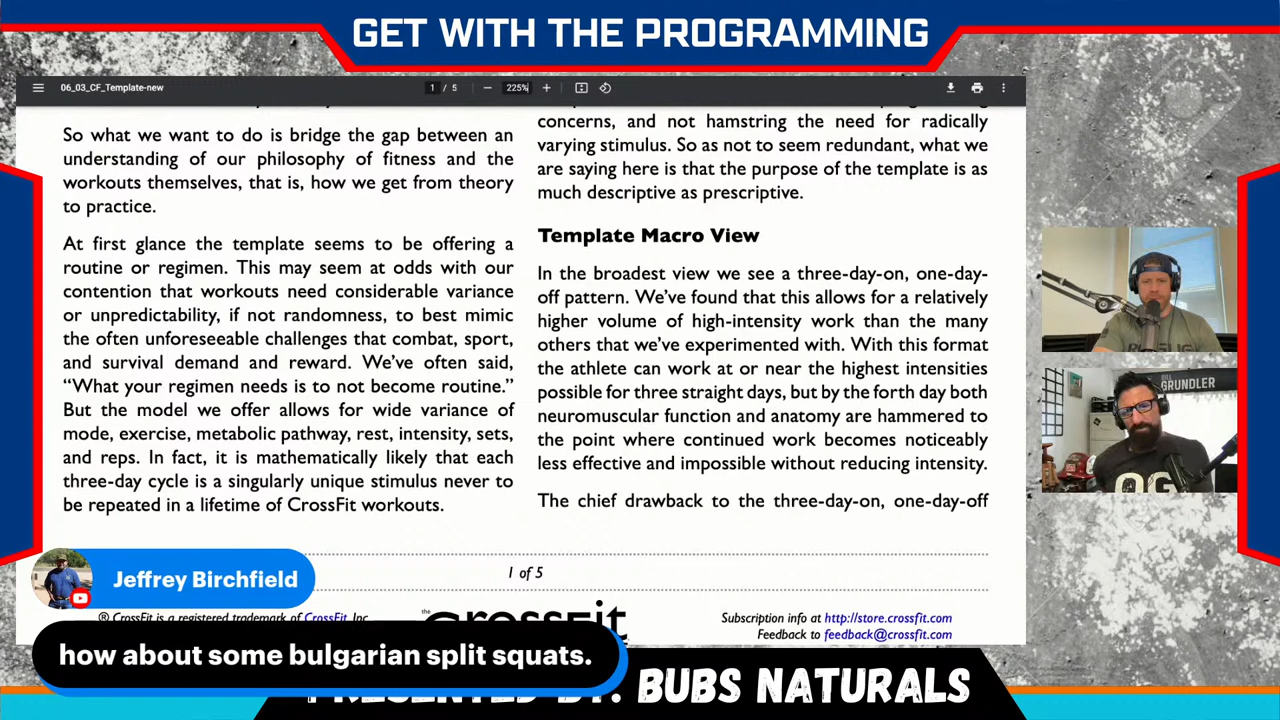 GET WITH THE PROGRAMMING
06_03_CF_Template-new
1 / 5
225%
So what we want to do is bridge the gap between an
understanding of our philosophy of fitness and the
workouts themselves, that is, how we get from theory
to practice.
At first glance the template seems to be offering a
routine or regimen. This may seem at odds with our
contention that workouts need considerable variance
or unpredictability, if not randomness, to best mimic
the often unforeseeable challenges that combat, sport,
and survival demand and reward. We’ve often said,
“What your regimen needs is to not become routine.”
But the model we offer allows for wide variance of
mode, exercise, metabolic pathway, rest, intensity, sets,
and reps. In fact, it is mathematically likely that each
three-day cycle is a singularly unique stimulus never to
be repeated in a lifetime of CrossFit workouts.
concerns, and not hamstring the need for radically
varying stimulus. So as not to seem redundant, what we
are saying here is that the purpose of the template is as
much descriptive as prescriptive.
Template Macro View
In the broadest view we see a three-day-on, one-day-
off pattern. We’ve found that this allows for a relatively
higher volume of high-intensity work than the many
others that we’ve experimented with. With this format
the athlete can work at or near the highest intensities
possible for three straight days, but by the forth day both
neuromuscular function and anatomy are hammered to
the point where continued work becomes noticeably
less effective and impossible without reducing intensity.
The chief drawback to the three-day-on, one-day-off
1 of 5
® CrossFit is a registered trademark of CrossFit, Inc.
the
CrossFit
Subscription info at http://store.crossfit.com
Feedback to feedback@crossfit.com
Jeffrey Birchfield
how about some bulgarian split squats.
PRESENTED BY: BUBS NATURALS
GRUNDLER
OG